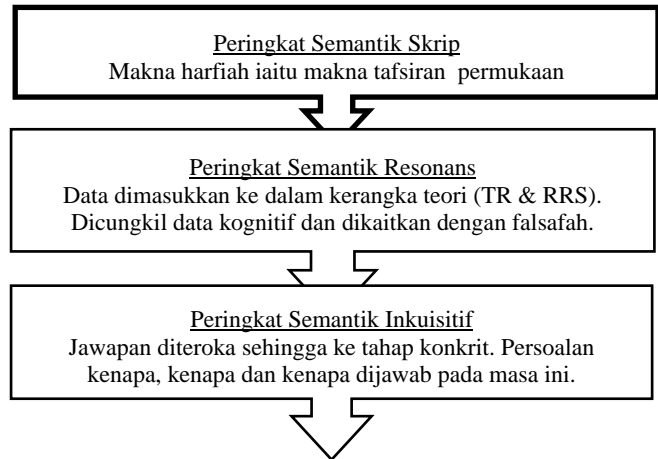 Peringkat Semantik Skrip
Makna harfiah iaitu makna tafsiran permukaan
Peringkat Semantik Resonans
Data dimasukkan ke dalam kerangka teori (TR & RRS).
Dicungkil data kognitif dan dikaitkan dengan falsafah.
Peringkat Semantik Inkuisitif
Jawapan diteroka sehingga ke tahap konkrit. Persoalan
kenapa, kenapa dan kenapa dijawab pada masa ini.